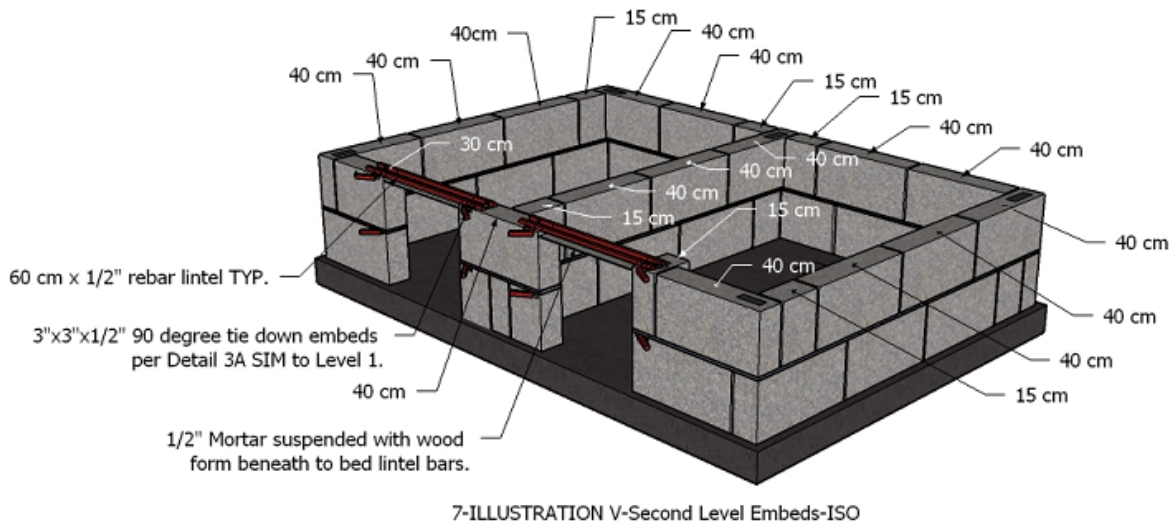 15 cm
40cm
40 cm
40 cm
40 cm
40 cm
15 cm
15 cm
40 cm
40 cm
30 cm
40 cm
40 cm
40 cm
15 cm
15 cm
40 cm
40 cm
60 cm x 1/2" rebar lintel TYP.
40 cm
3"x3"x1/2" 90 degree tie down embeds
per Detail 3A SIM to Level 1.
40 cm
40 cm
15 cm
1/2" Mortar suspended with wood
form beneath to bed lintel bars.
7-ILLUSTRATION V-Second Level Embeds-ISO